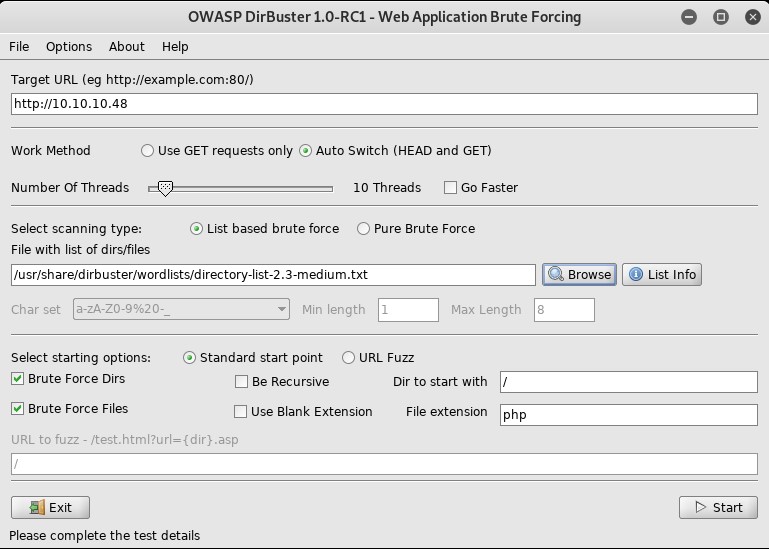 OWASP DirBuster 1.0-RC1 - Web Application Brute Forcing
File Options About Help
Target URL (eg http://example.com:80/)
http://10.10.10.48
Work Method Use GET requests only Auto Switch (HEAD and GET)
Number Of Threads 10 Threads Go Faster
Select scanning type: List based brute force Pure Brute Force
File with list of dirs/files
/usr/share/dirbuster/wordlists/directory-list-2.3-medium.txt Browse List Info
Char set a-zA-Z0-9%20-_ Min length 1 Max Length 8
Select starting options: Standard start point URL Fuzz
Brute Force Dirs Be Recursive Dir to start with /
Brute Force Files Use Blank Extension File extension php
URL to fuzz - /test.html?url={dir}.asp
/
Exit Start
Please complete the test details